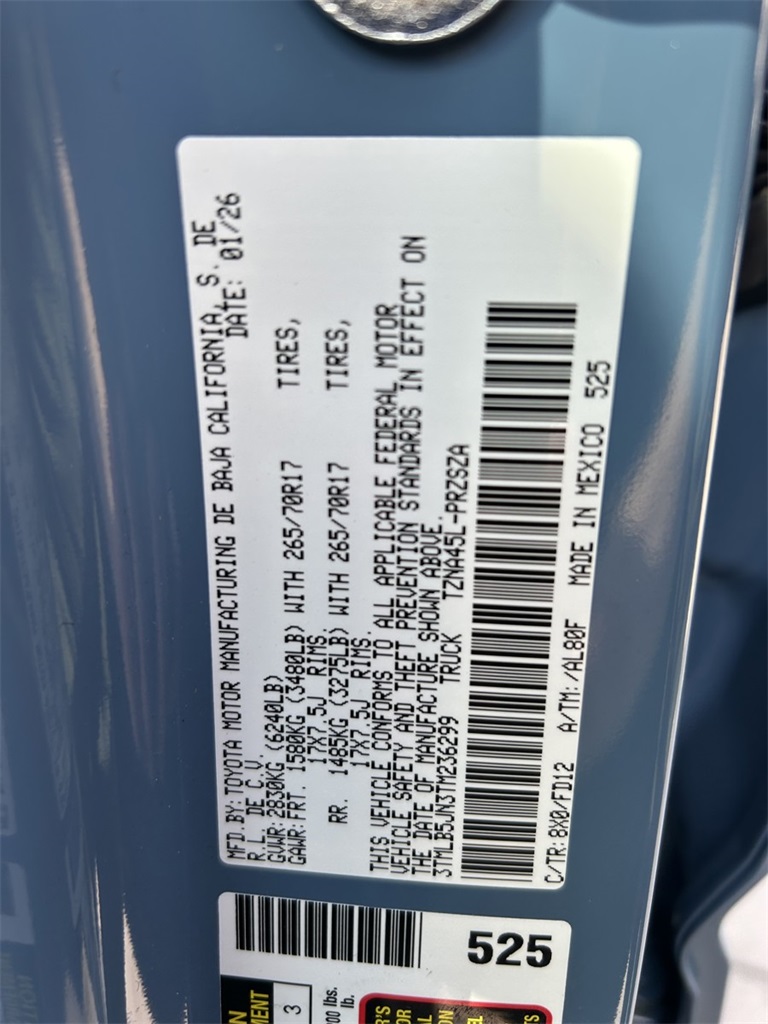 MFD.BY:TOYOTA MOTOR MANUFACTURING DE BAJA CALIFORNIA, S. DE
R.L. DE C.V. DATE: 01/26
GVWR:2830KG (6240LB)
GAWR:FRT. 1580KG (3480LB) WITH 265/70R17 TIRES,
17X7.5J RIMS.
RR. 1485KG (3275LB) WITH 265/70R17 TIRES,
17X7.5J RIMS.
THIS VEHICLE CONFORMS TO ALL APPLICABLE FEDERAL MOTOR
VEHICLE SAFETY AND THEFT PREVENTION STANDARDS IN EFFECT ON
THE DATE OF MANUFACTURE SHOWN ABOVE.
3TMLB5JN3TM236299 TRUCK TZNA45L-PRZSZA
C/TR:8X0/FD12 A/TM:/AL80F MADE IN MEXICO 525
525
3
lbs.
lb.